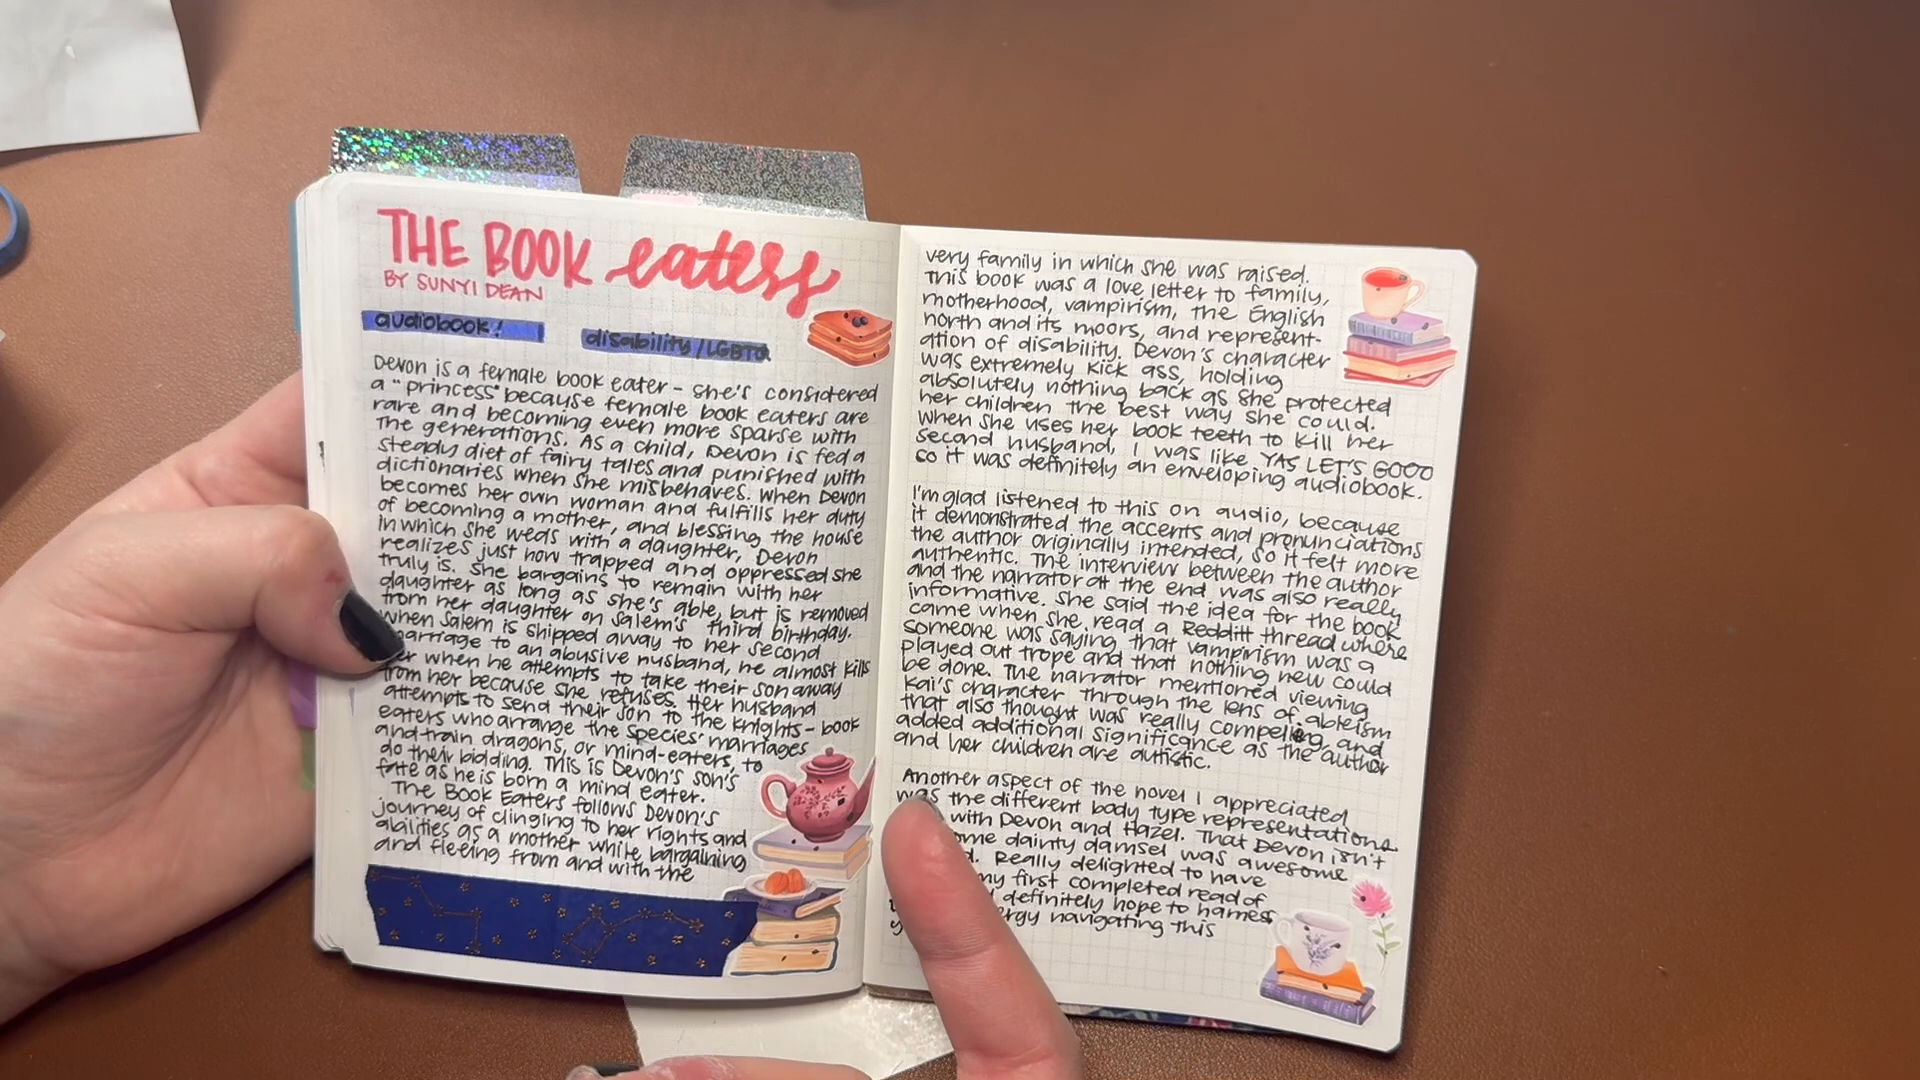 THE BOOK eaters
BY SUNYI DEAN
audiobook!
disability/LGBTQ
Devon is a female book eater - she's considered
a "princess" because female book eaters are
rare and becoming even more sparse with
the generations. As a child, Devon is fed a
steady diet of fairy tales and punished with
dictionaries when she misbehaves. When Devon
becomes her own woman and fulfills her duty
of becoming a mother, and blessing the house
in which she weds with a daughter, Devon
realizes just how trapped and oppressed she
truly is. She bargains to remain with her
daughter as long as she's able, but is removed
from her daughter on Salem's third birthday.
When Salem is shipped away to her second
marriage to an abusive husband, he almost kills
her when he attempts to take their son away
from her because she refuses. Her husband
attempts to send their son to the Knights - book
eaters who arrange the species' marriages
and train dragons, or mind-eaters, to
do their bidding. This is Devon's son's
fate as he is born a mind eater.
The Book Eaters follows Devon's
journey of clinging to her rights and
abilities as a mother while bargaining
and fleeing from and with the
very family in which she was raised.
This book was a love letter to family,
motherhood, vampirism, the English
north and its moors, and represent-
ation of disability. Devon's character
was extremely kick ass, holding
absolutely nothing back as she protected
her children the best way she could.
When she uses her book teeth to kill her
second husband, I was like YAS LET'S GOOO
so it was definitely an enveloping audiobook.
I'm glad listened to this on audio, because
it demonstrated the accents and pronunciations
the author originally intended, so it felt more
authentic. The interview between the author
and the narrator at the end was also really
informative. She said the idea for the book
came when she read a Redditt thread where
someone was saying that vampirism was a
played out trope and that nothing new could
be done. The narrator mentioned viewing
Kai's character through the lens of ableism
that also thought was really compelling, and
added additional significance as the author
and her children are autistic.
Another aspect of the novel I appreciated
was the different body type representations
with Devon and Hazel. That Devon isn't
some dainty damsel was awesome
Really delighted to have
my first completed read of
definitely hope to harness
navigating this